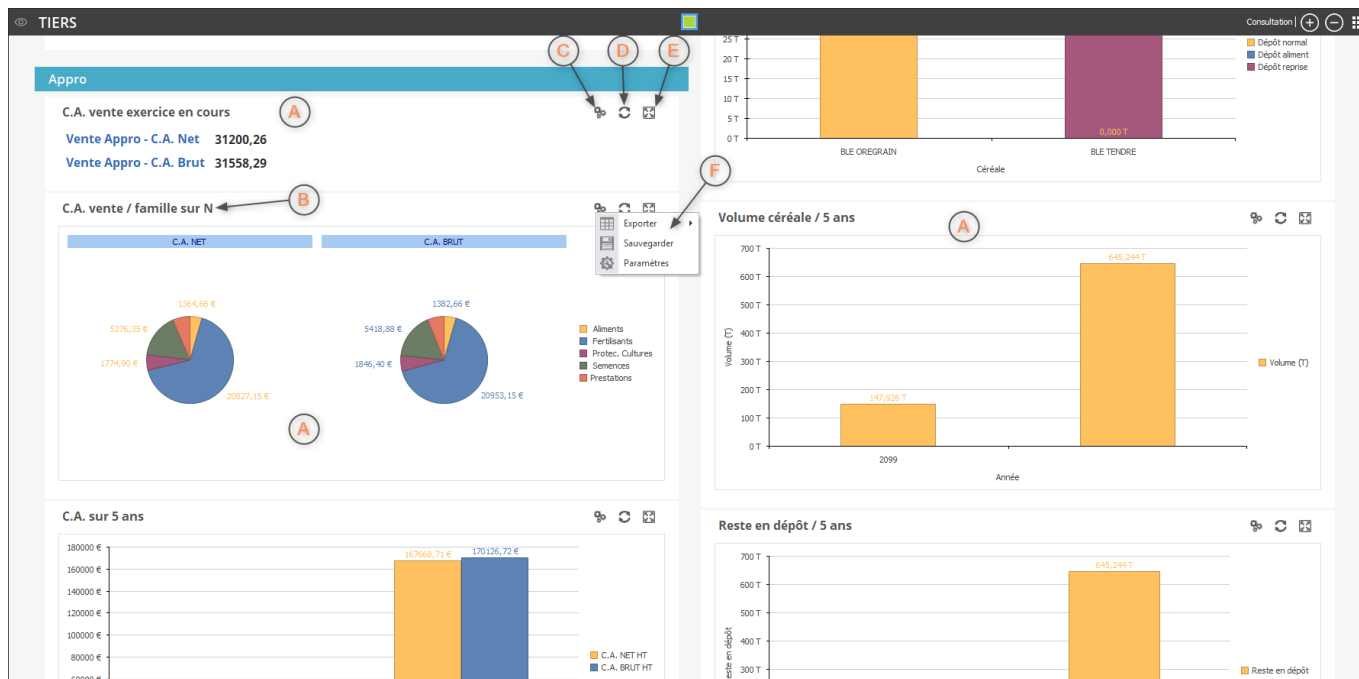 TIERS
Consultation |
C
D
E
Appro
C.A. vente exercice en cours
A
Vente Appro - C.A. Net 31200,26
Vente Appro - C.A. Brut 31558,29
C.A. vente / famille sur N
B
F
Exporter
Sauvegarder
Paramètres
C.A. NET
C.A. BRUT
1364,66 €
5276,35 €
1774,90 €
20827,15 €
1382,66 €
5418,88 €
1846,40 €
20953,15 €
Aliments
Fertilisants
Protec. Cultures
Semences
Prestations
A
C.A. sur 5 ans
180000 €
160000 €
140000 €
120000 €
100000 €
80000 €
167668,71 €
170126,72 €
C.A. NET HT
C.A. BRUT HT
25 T
20 T
15 T
10 T
5 T
0 T
0,000 T
BLE OREGRAIN
BLE TENDRE
Céréale
Dépôt normal
Dépôt aliment
Dépôt reprise
Volume céréale / 5 ans
A
700 T
600 T
500 T
400 T
300 T
200 T
100 T
0 T
Volume (T)
147,926 T
645,244 T
2099
Année
Volume (T)
Reste en dépôt / 5 ans
700 T
600 T
500 T
400 T
300 T
645,244 T
Reste en dépôt